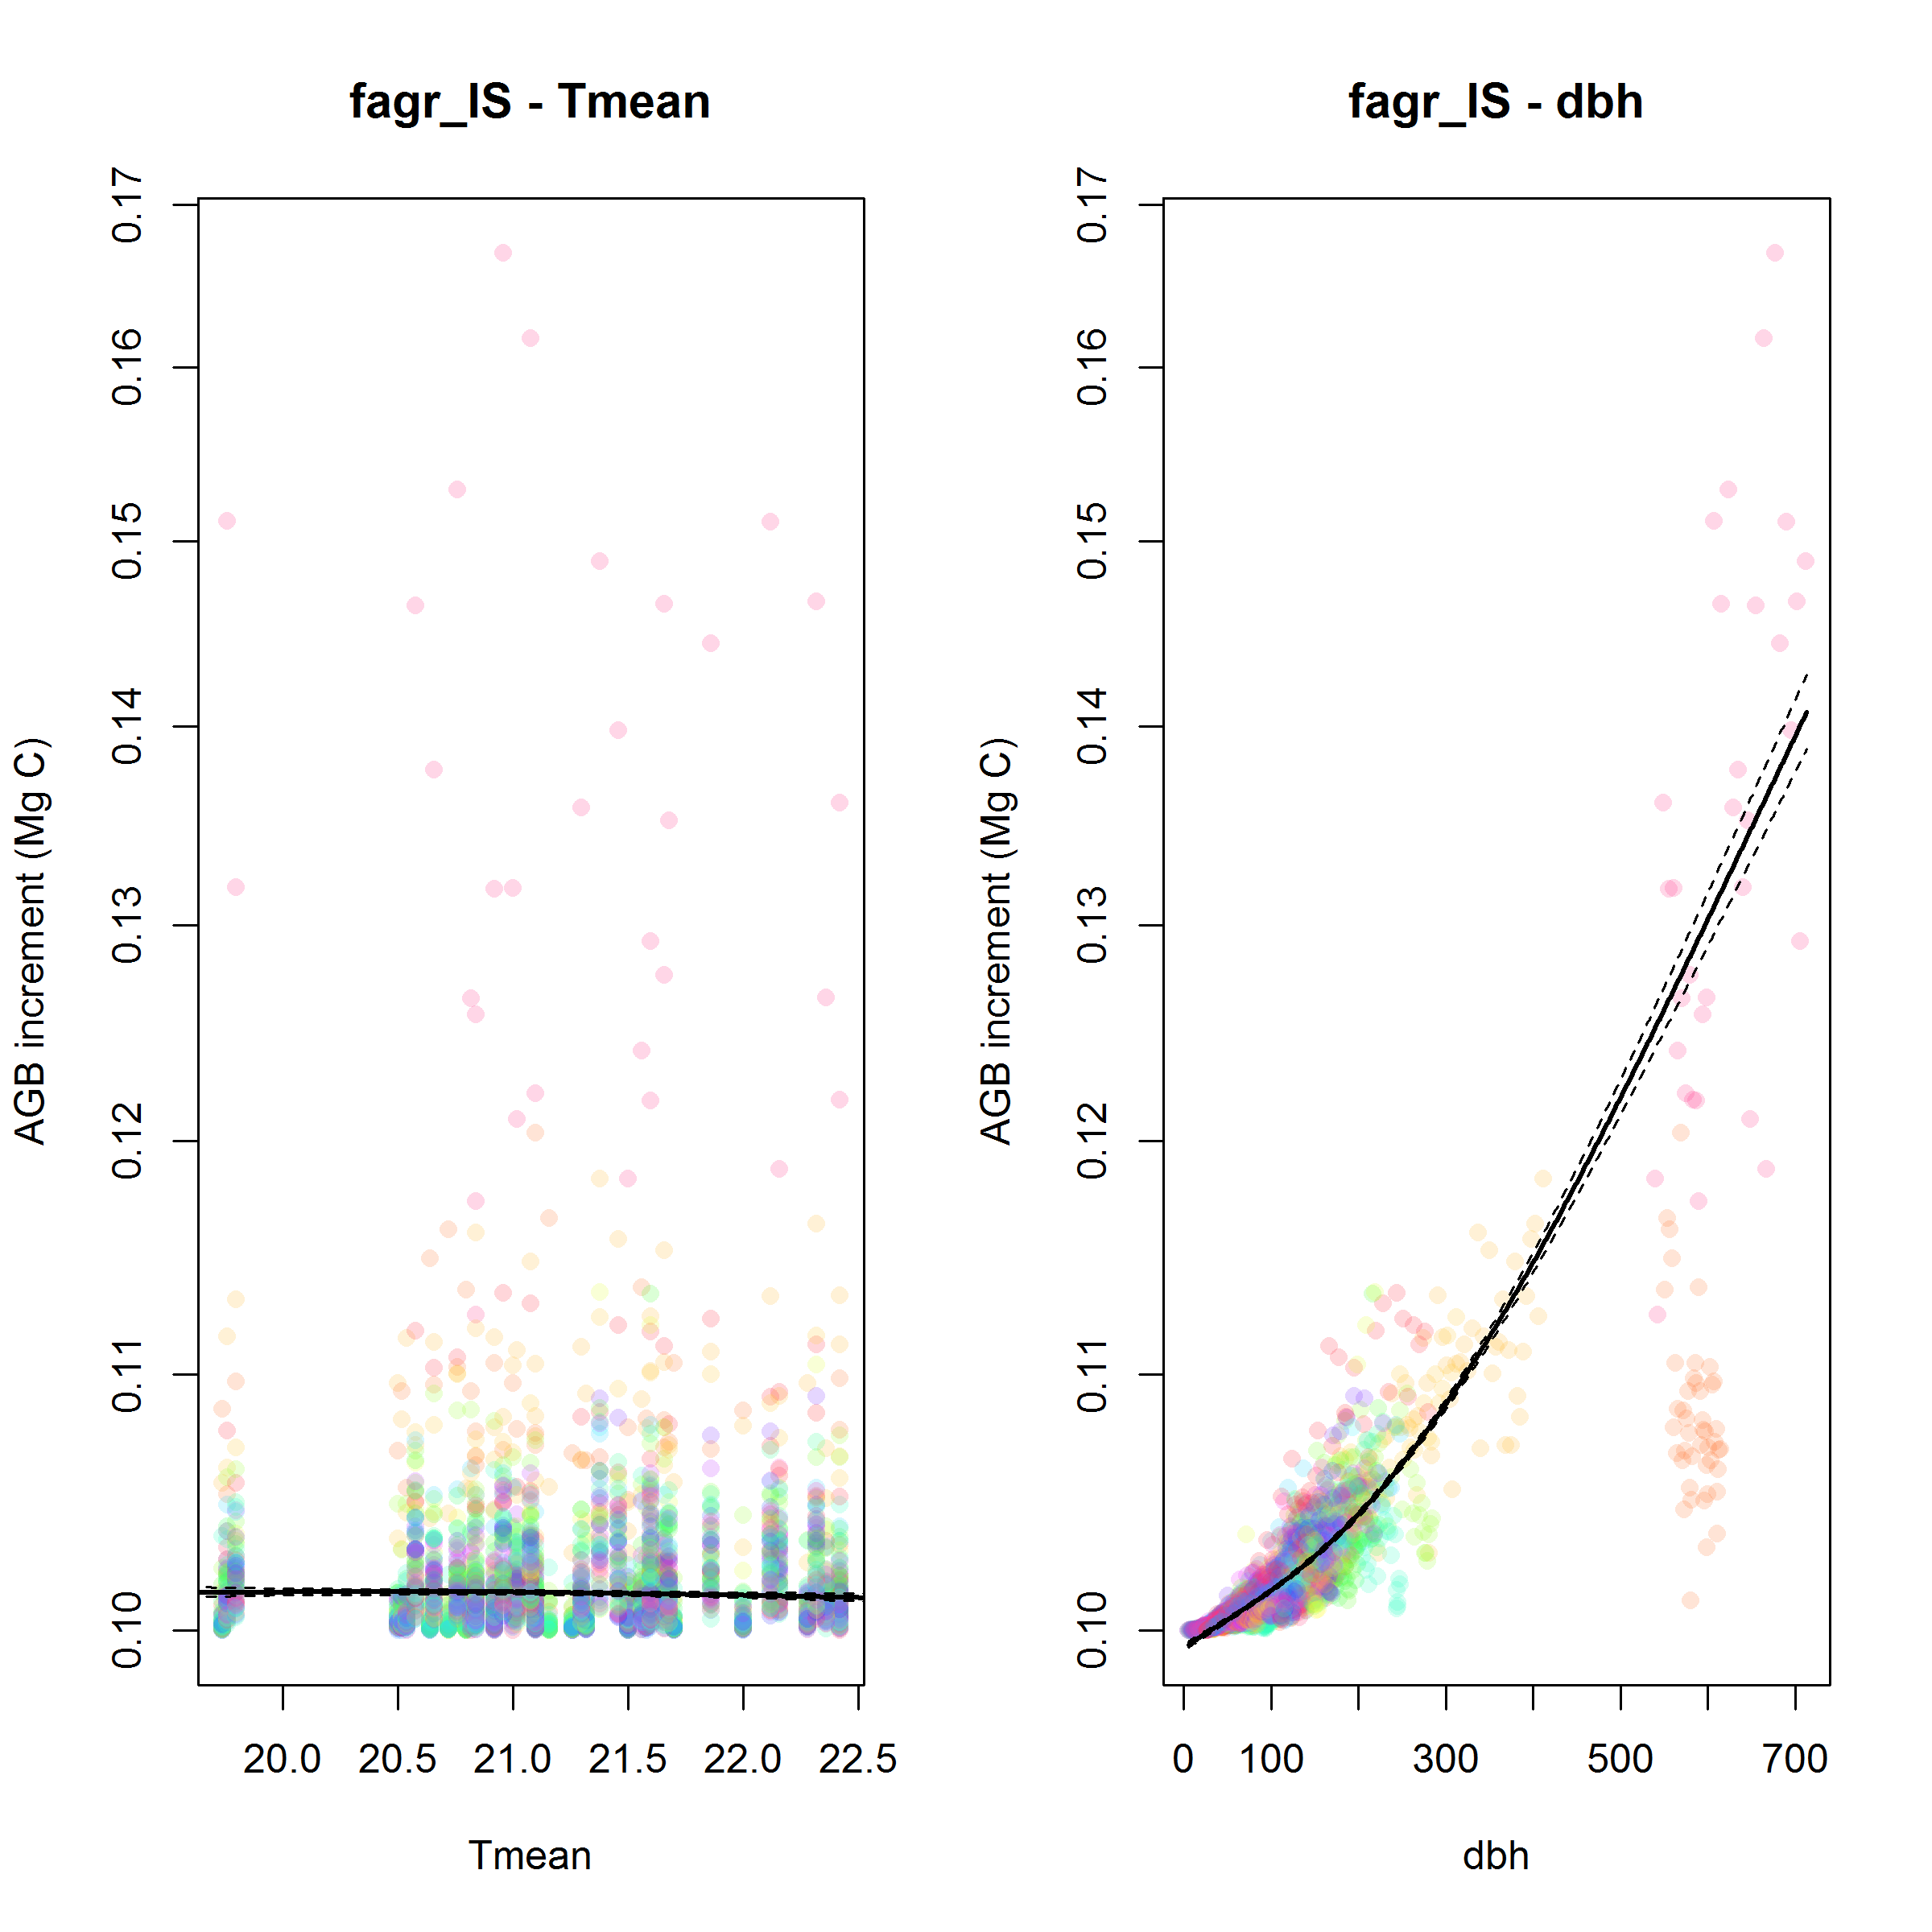 fagr_IS - Tmean
AGB increment (Mg C)
0.17
0.16
0.15
0.14
0.13
0.12
0.11
0.10
20.0 20.5 21.0 21.5 22.0 22.5
Tmean
fagr_IS - dbh
AGB increment (Mg C)
0.17
0.16
0.15
0.14
0.13
0.12
0.11
0.10
0 100 300 500 700
dbh